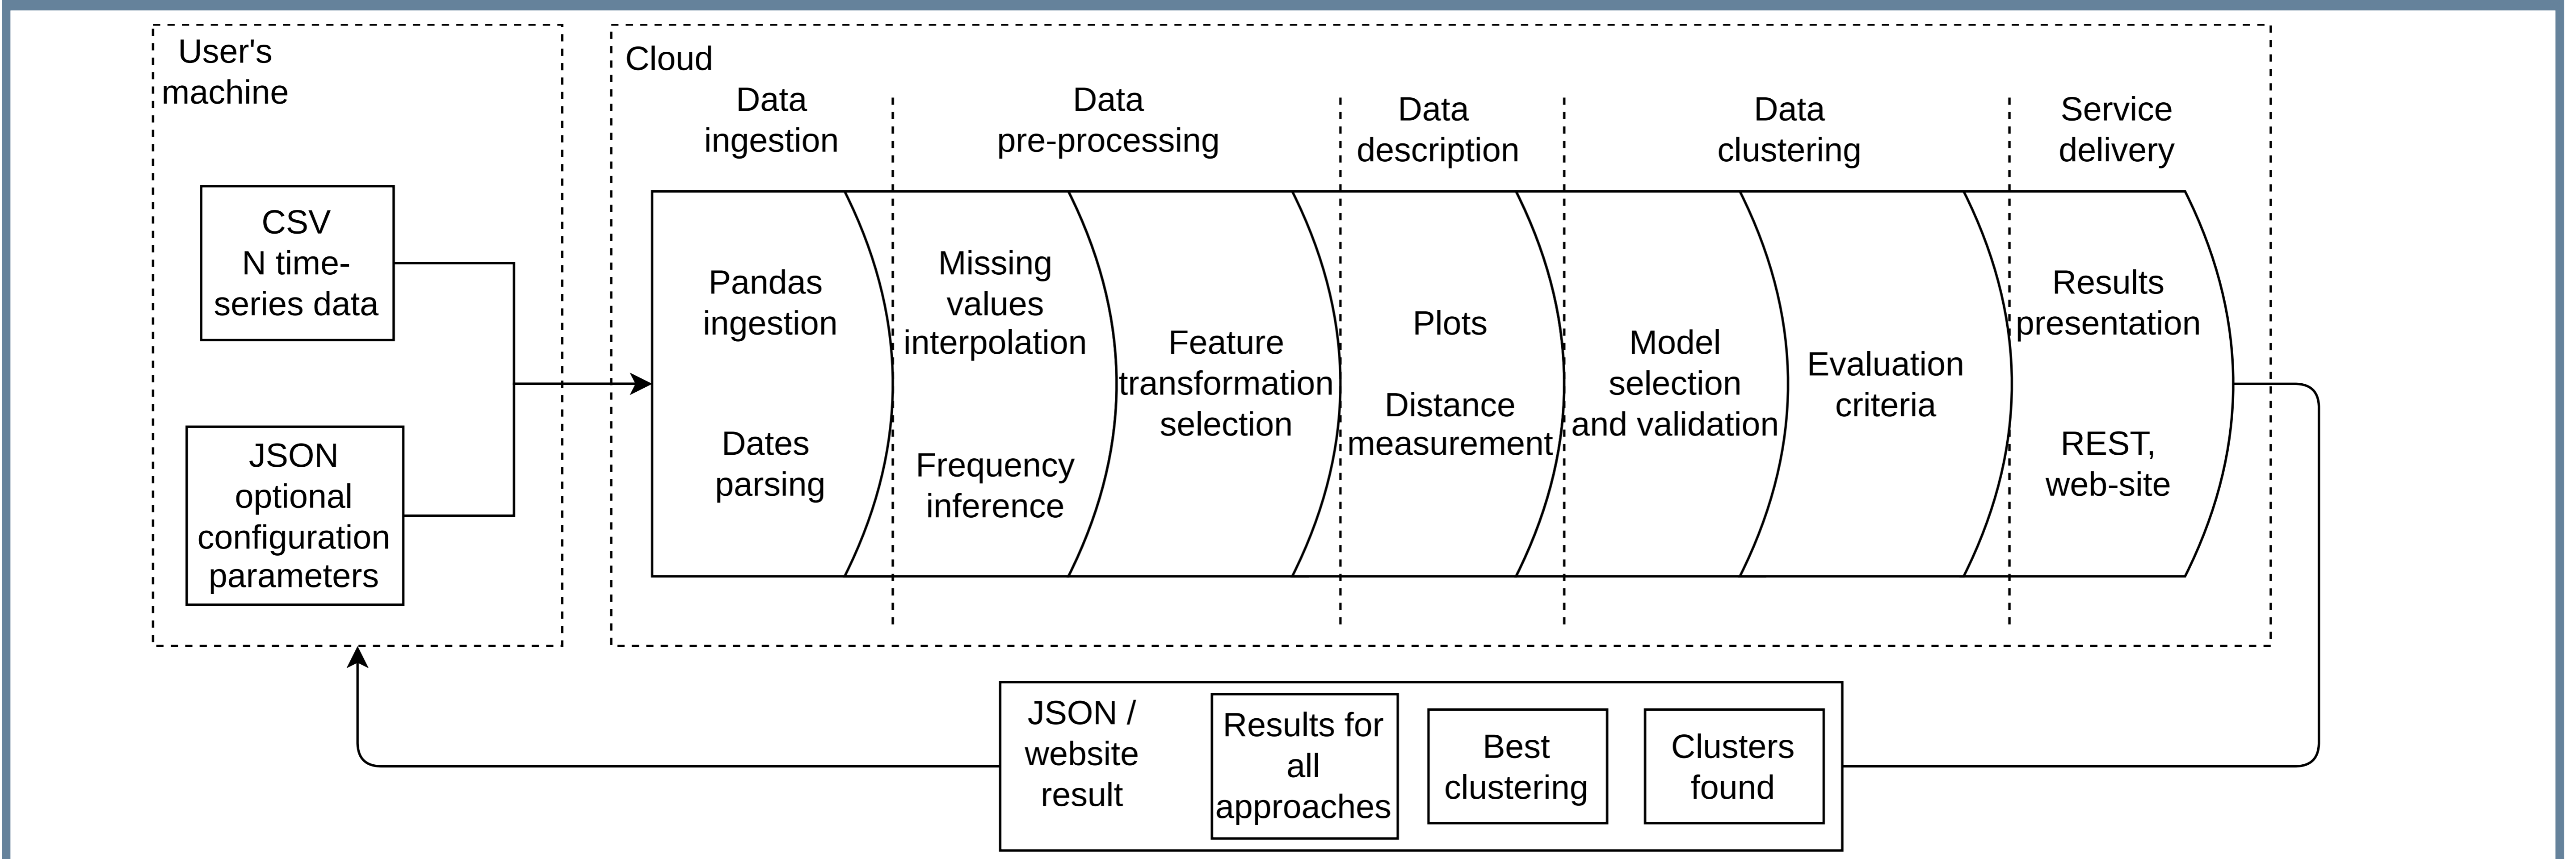 User's
machine
CSV
N time-
series data
JSON
optional
configuration
parameters
Cloud
Data
ingestion
Data
pre-processing
Data
description
Data
clustering
Service
delivery
Pandas
ingestion
Dates
parsing
Missing
values
interpolation
Frequency
inference
Feature
transformation
selection
Plots
Distance
measurement
Model
selection
and validation
Evaluation
criteria
Results
presentation
REST,
web-site
JSON /
website
result
Results for
all
approaches
Best
clustering
Clusters
found